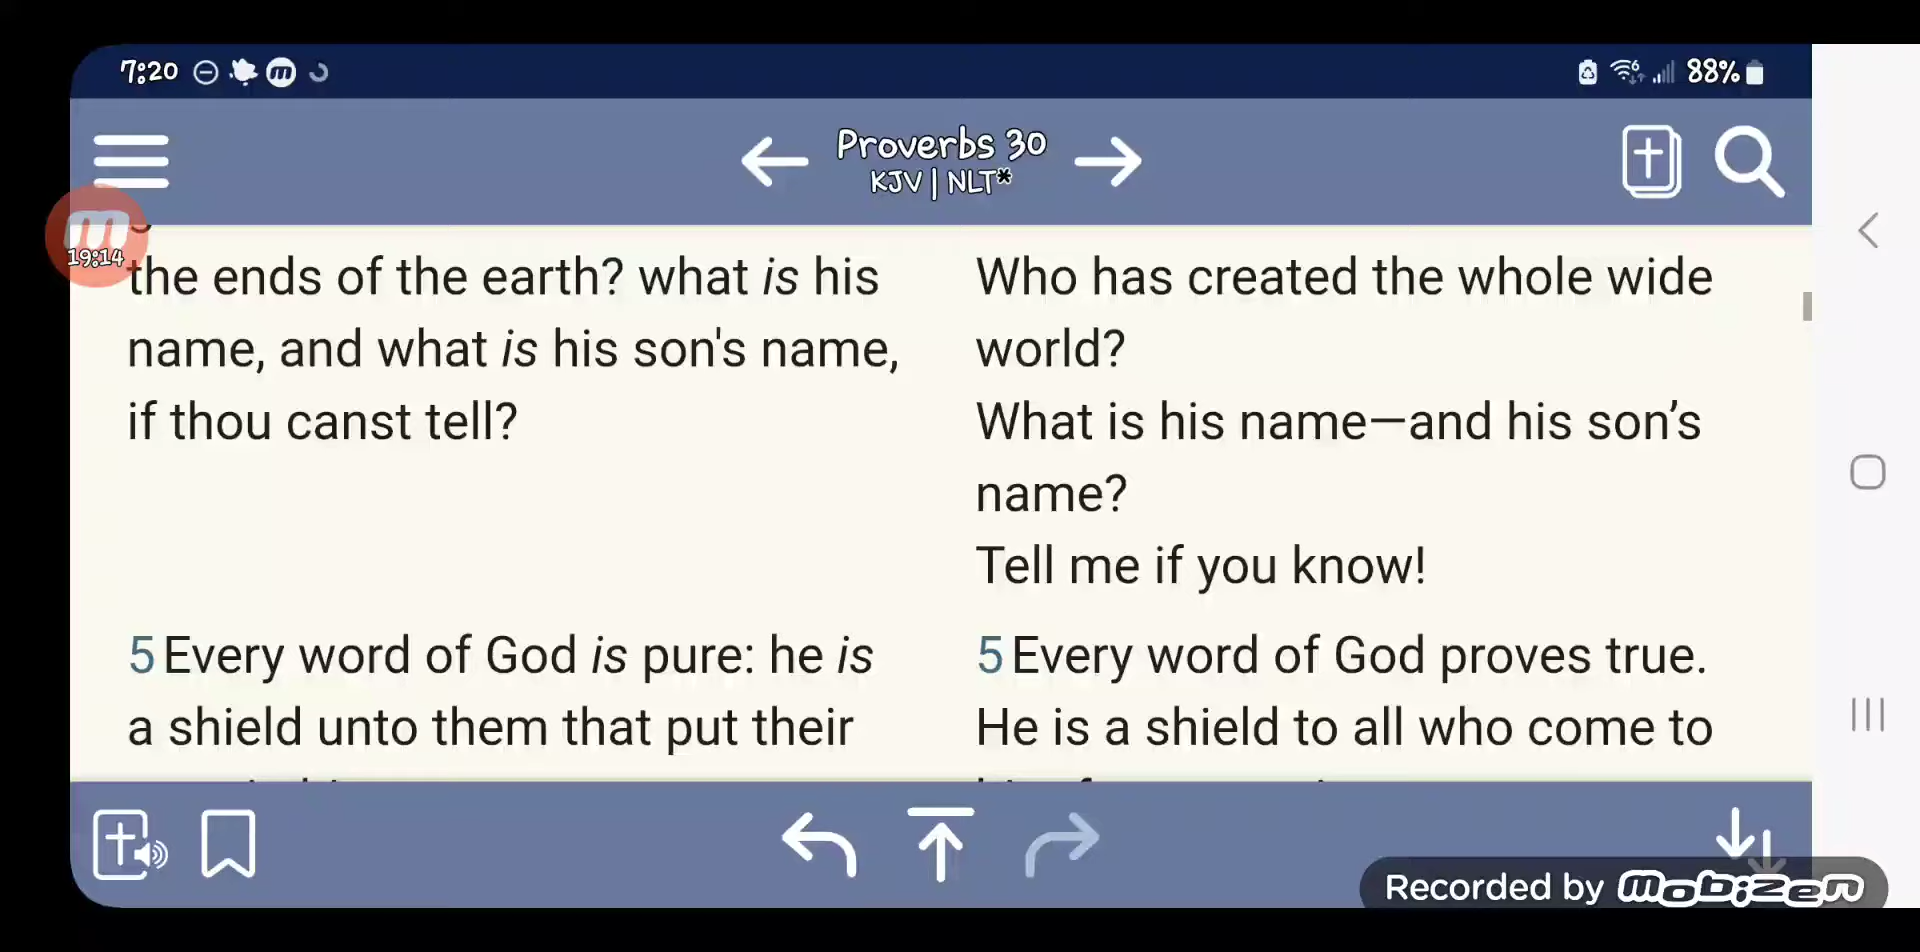 7:20
88%
Proverbs 30
KJV | NLT*
19:14
the ends of the earth? what is his
name, and what is his son's name,
if thou canst tell?
Who has created the whole wide
world?
What is his name—and his son’s
name?
Tell me if you know!
5 Every word of God is pure: he is
a shield unto them that put their
5 Every word of God proves true.
He is a shield to all who come to
Recorded by Mobizen